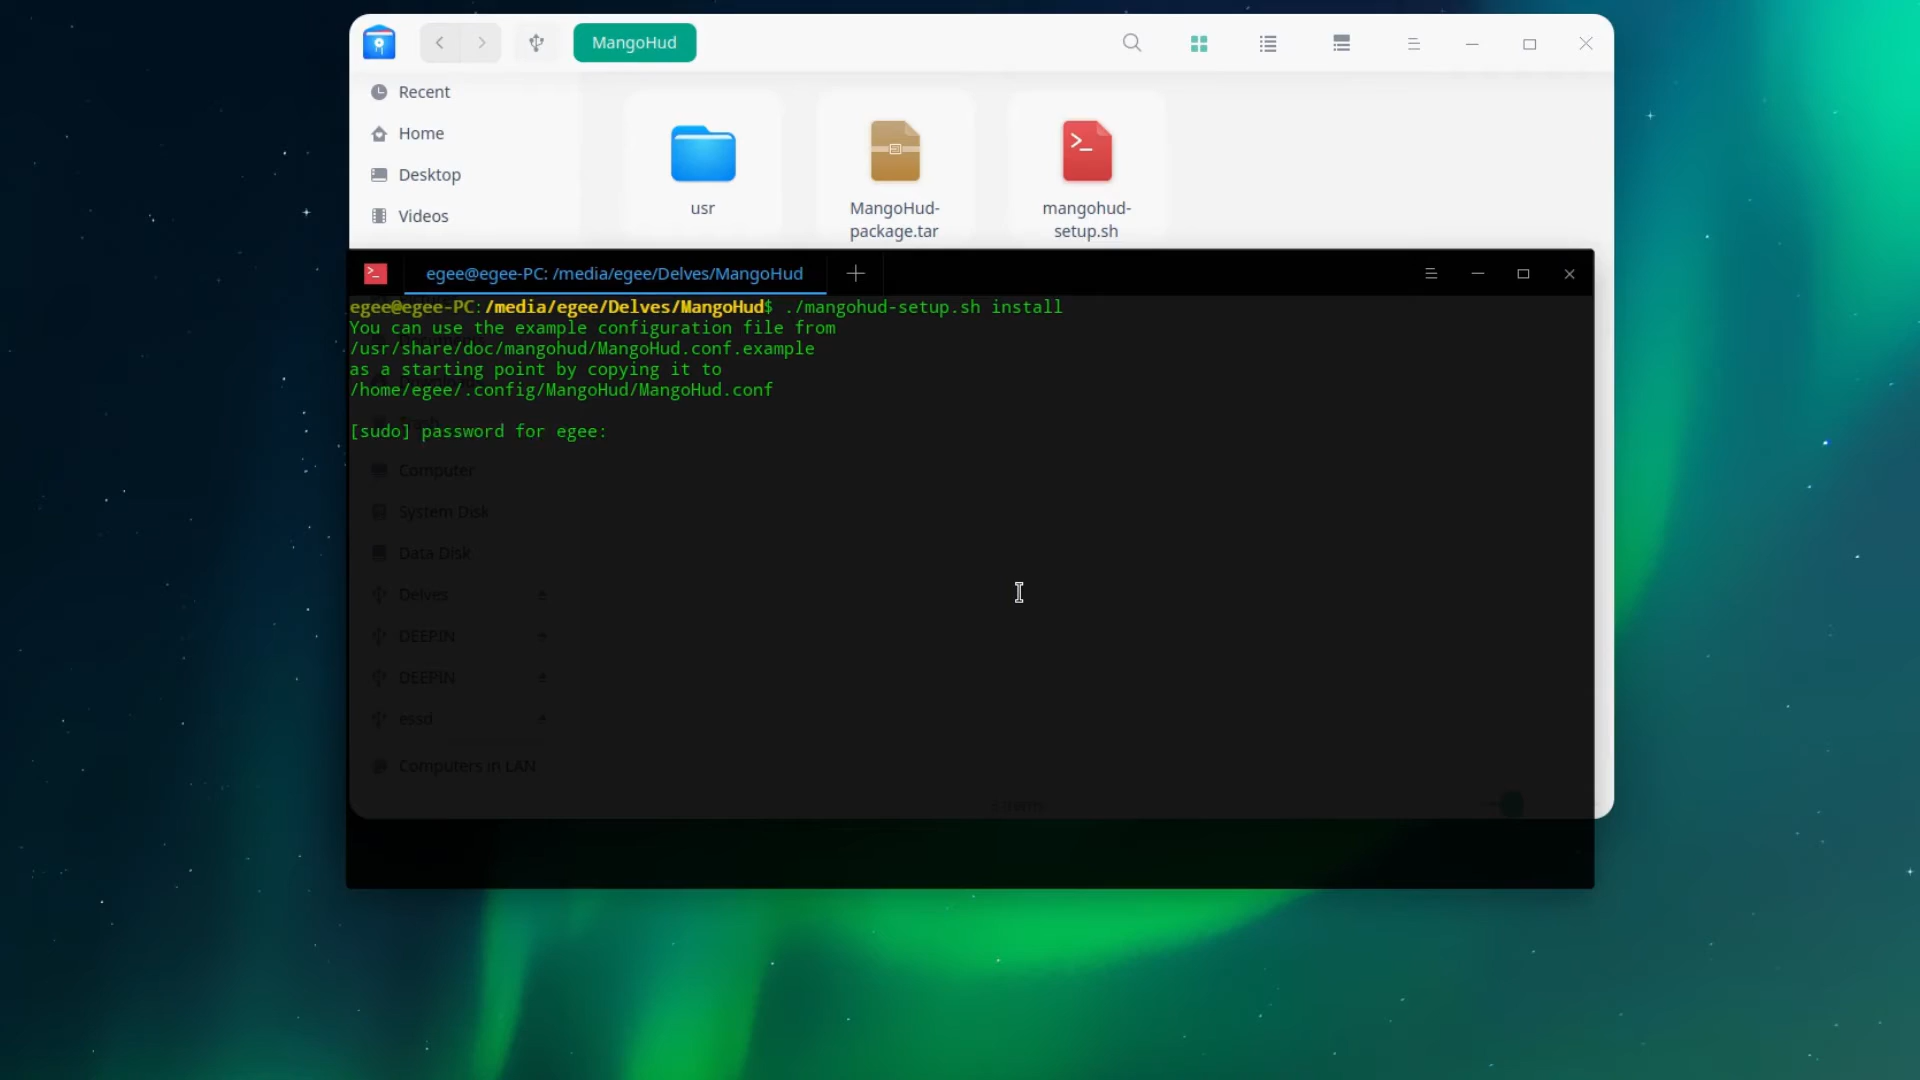 MangoHud
Recent
Home
Desktop
Videos
usr
MangoHud-
package.tar
mangohud-
setup.sh
egee@egee-PC: /media/egee/Delves/MangoHud
egee@egee-PC:/media/egee/Delves/MangoHud$ ./mangohud-setup.sh install
You can use the example configuration file from
/usr/share/doc/mangohud/MangoHud.conf.example
as a starting point by copying it to
/home/egee/.config/MangoHud/MangoHud.conf
[sudo] password for egee:
Computer
System Disk
Data Disk
Delves
DEEPIN
DEEPIN
essd
Computers in LAN